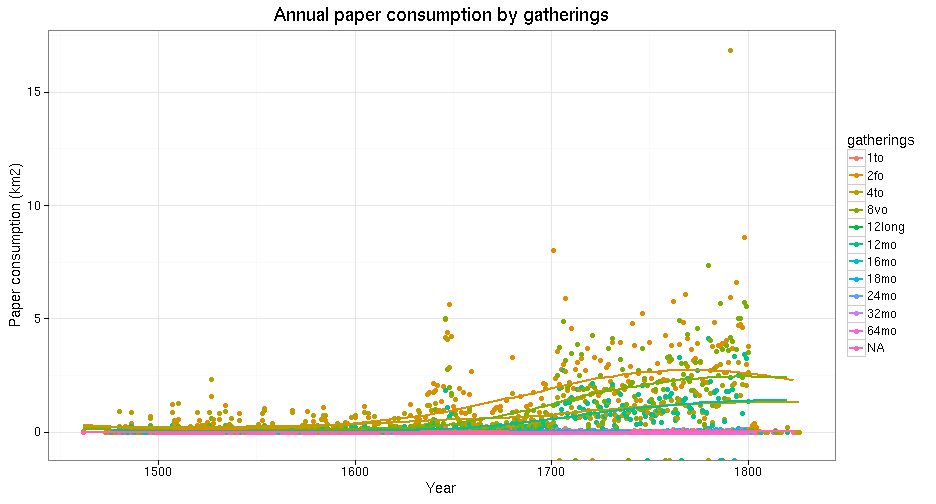 Annual paper consumption by gatherings
Paper consumption (km2)
15
10
5
0
1500
1600
1700
1800
Year
gatherings
1to
2fo
4to
8vo
12long
12mo
16mo
18mo
24mo
32mo
64mo
NA